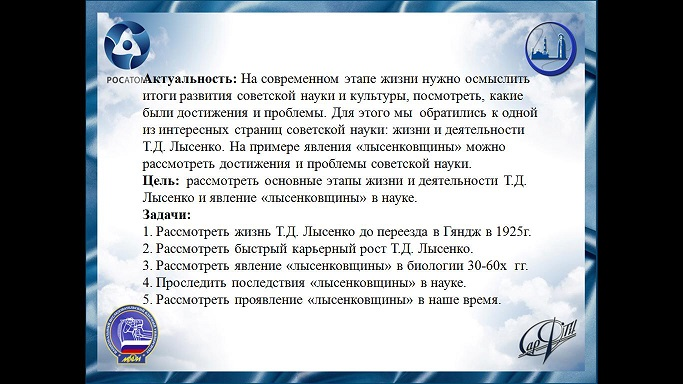 РОСАТОМ
Актуальность: На современном этапе жизни нужно осмыслить
итоги развития советской науки и культуры, посмотреть, какие
были достижения и проблемы. Для этого мы обратились к одной
из интересных страниц советской науки: жизни и деятельности
Т.Д. Лысенко. На примере явления «лысенковщины» можно
рассмотреть достижения и проблемы советской науки.
Цель: рассмотреть основные этапы жизни и деятельности Т.Д.
Лысенко и явление «лысенковщины» в науке.
Задачи:
1. Рассмотреть жизнь Т.Д. Лысенко до переезда в Гяндж в 1925г.
2. Рассмотреть быстрый карьерный рост Т.Д. Лысенко.
3. Рассмотреть явление «лысенковщины» в биологии 30-60х гг.
4. Проследить последствия «лысенковщины» в науке.
5. Рассмотреть проявление «лысенковщины» в наше время.
СарФТИ